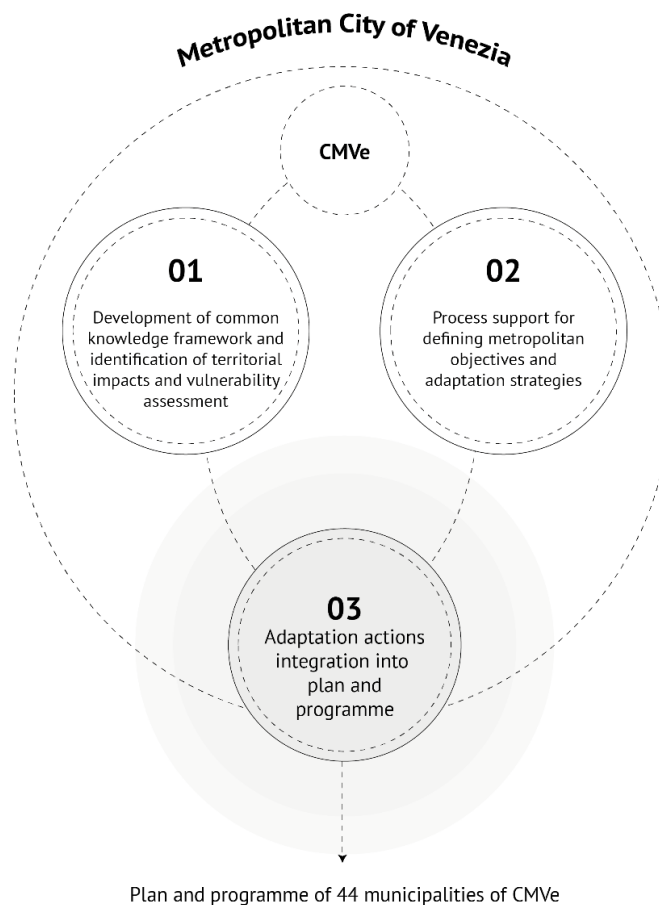 Metropolitan City of Venezia
CMVe
01
Development of common
knowledge framework and
identification of territorial
impacts and vulnerability
assessment
02
Process support for
defining metropolitan
objectives and
adaptation strategies
03
Adaptation actions
integration into
plan and
programme
Plan and programme of 44 municipalities of CMVe